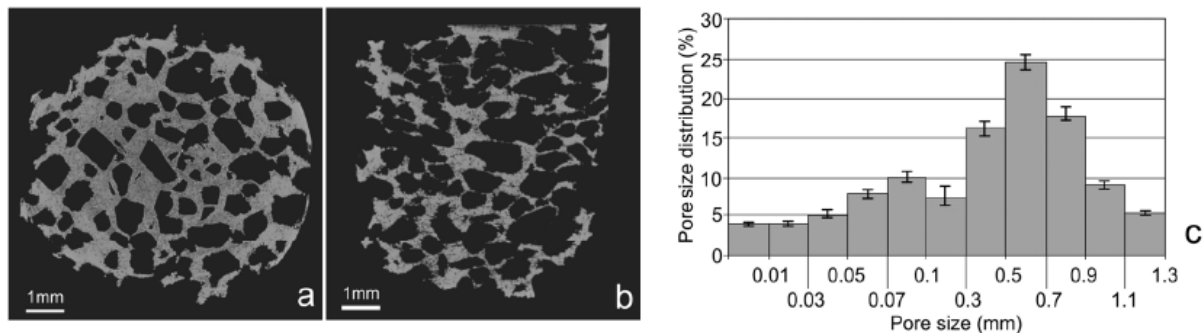 1mm
a
1mm
b
Pore size distribution (%)
30
25
20
15
10
5
0
0.01 0.05 0.1 0.5 0.9 1.3
0.03 0.07 0.3 0.7 1.1
Pore size (mm)
c